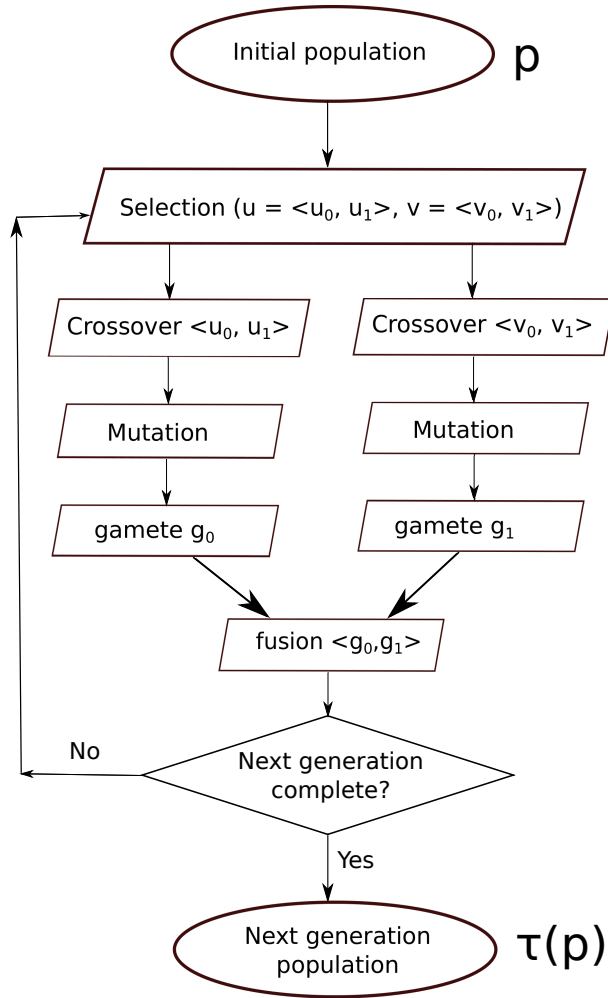 Initial population p
Selection (u = <u₀, u₁>, v = <v₀, v₁>)
Crossover <u₀, u₁>
Crossover <v₀, v₁>
Mutation
Mutation
gamete g₀
gamete g₁
fusion <g₀,g₁>
No
Next generation
complete?
Yes
Next generation
population
τ(p)